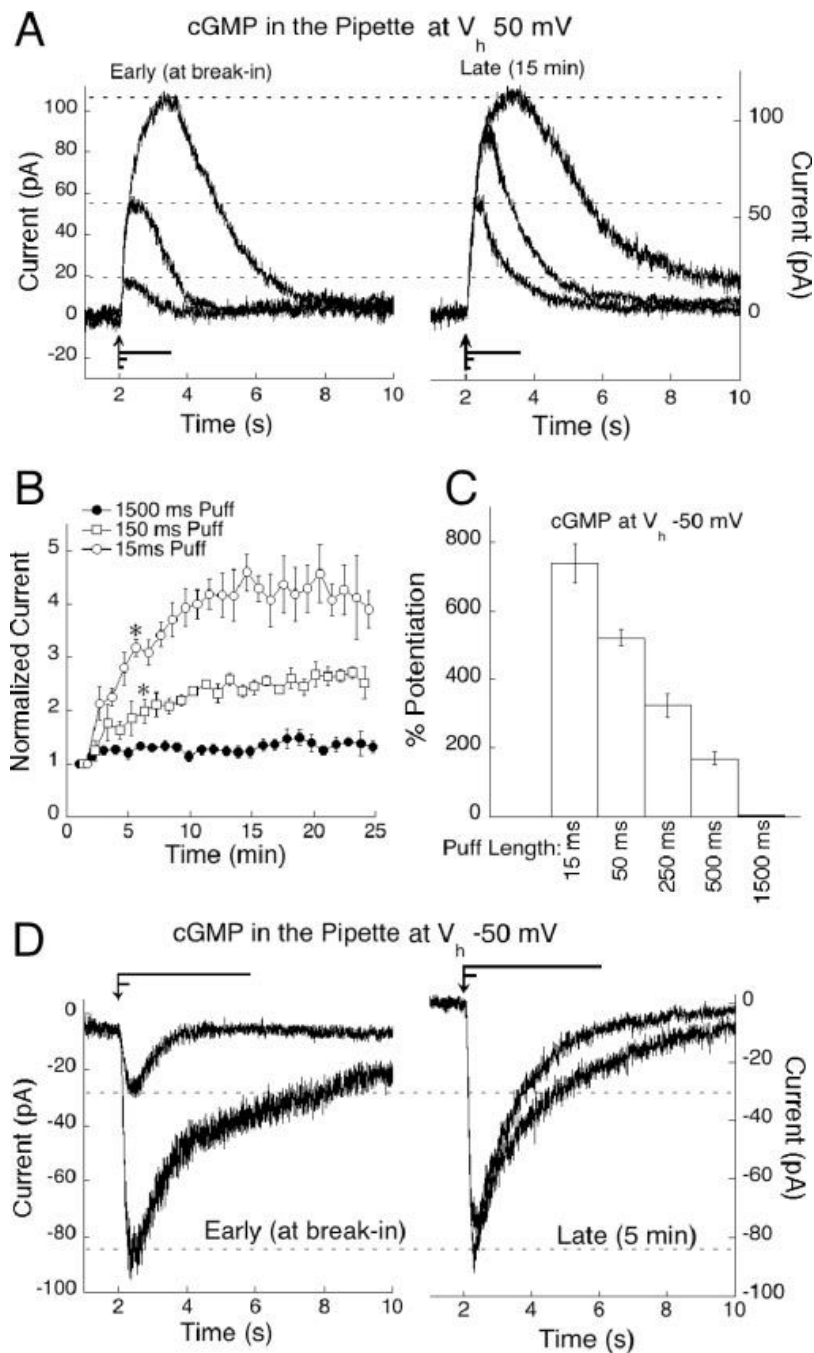 A
cGMP in the Pipette at Vh 50 mV
Early (at break-in)
Late (15 min)
Current (pA)
100
80
60
40
20
0
-20
2 4 6 8 10
Time (s)
2 4 6 8 10
Time (s)
100
50
0
Current (pA)
B
1500 ms Puff
150 ms Puff
15ms Puff
Normalized Current
5
4
3
2
1
0
*
*
0 5 10 15 20 25
Time (min)
C
cGMP at Vh -50 mV
% Potentiation
800
600
400
200
0
Puff Length:
15 ms
50 ms
250 ms
500 ms
1500 ms
D
cGMP in the Pipette at Vh -50 mV
Current (pA)
0
-20
-40
-60
-80
-100
Early (at break-in)
2 4 6 8 10
Time (s)
Late (5 min)
2 4 6 8 10
Time (s)
0
-20
-40
-60
-80
-100
Current (pA)